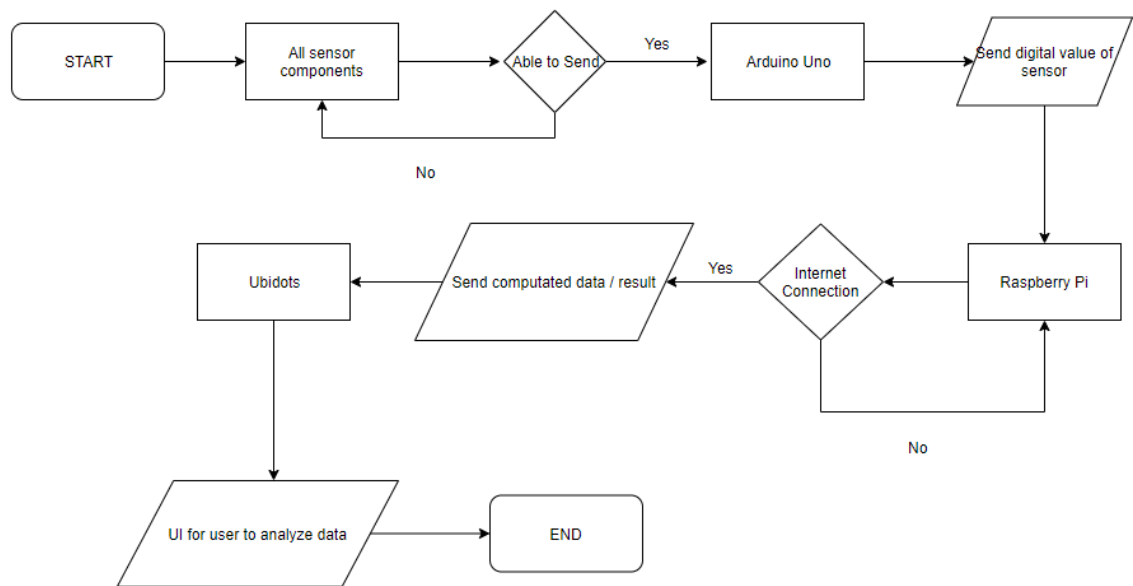 START
All sensor
components
Able to Send
Yes
Arduino Uno
Send digital value of
sensor
No
Ubidots
Send computated data / result
Yes
Internet
Connection
Raspberry Pi
No
UI for user to analyze data
END